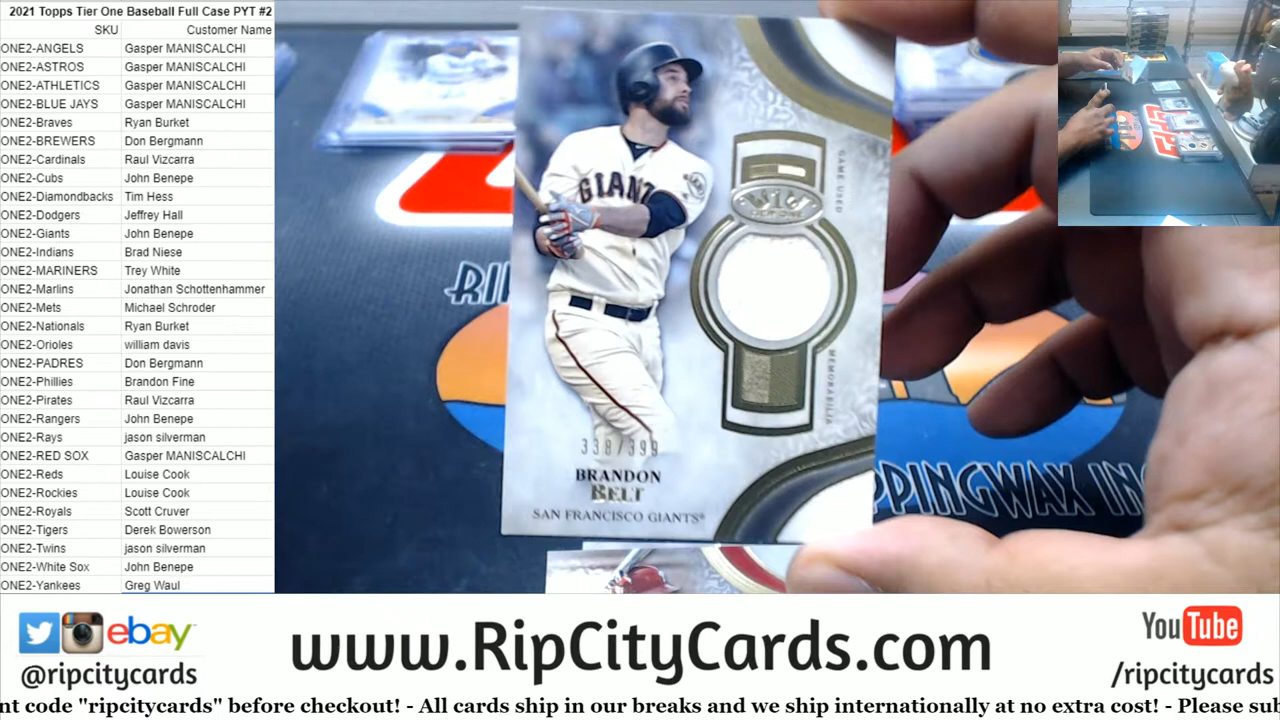 2021 Topps Tier One Baseball Full Case PYT #2
SKU Customer Name
ONE2-ANGELS Gasper MANISCALCHI
ONE2-ASTROS Gasper MANISCALCHI
ONE2-ATHLETICS Gasper MANISCALCHI
ONE2-BLUE JAYS Gasper MANISCALCHI
ONE2-Braves Ryan Burket
ONE2-BREWERS Don Bergmann
ONE2-Cardinals Raul Vizcarra
ONE2-Cubs John Benepe
ONE2-Diamondbacks Tim Hess
ONE2-Dodgers Jeffrey Hall
ONE2-Giants John Benepe
ONE2-Indians Brad Niese
ONE2-MARINERS Trey White
ONE2-Marlins Jonathan Schottenhammer
ONE2-Mets Michael Schroder
ONE2-Nationals Ryan Burket
ONE2-Orioles william davis
ONE2-PADRES Don Bergmann
ONE2-Phillies Brandon Fine
ONE2-Pirates Raul Vizcarra
ONE2-Rangers John Benepe
ONE2-Rays jason silverman
ONE2-RED SOX Gasper MANISCALCHI
ONE2-Reds Louise Cook
ONE2-Rockies Louise Cook
ONE2-Royals Scott Cruver
ONE2-Tigers Derek Bowerson
ONE2-Twins jason silverman
ONE2-White Sox John Benepe
ONE2-Yankees Greg Waul
GIANT
GAME USED
MEMORABILIA
338/399
BRANDON
BELT
SAN FRANCISCO GIANTS®
RI
PPINGWAX IN
ebay
@ripcitycards
www.RipCityCards.com
YouTube
/ripcitycards
nt code "ripcitycards" before checkout! - All cards ship in our breaks and we ship internationally at no extra cost! - Please sub